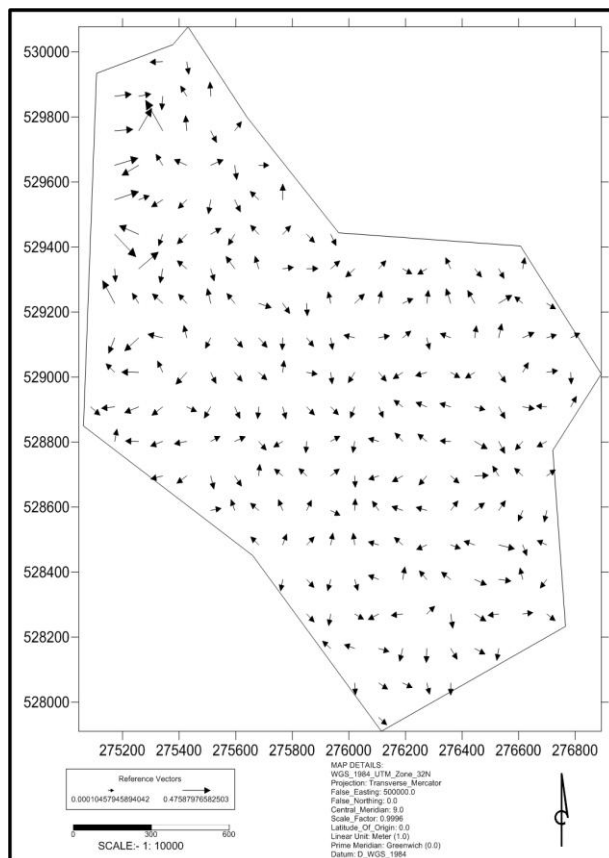 530000
529800
529600
529400
529200
529000
528800
528600
528400
528200
528000
275200 275400 275600 275800 276000 276200 276400 276600 276800
Reference Vectors
0.00010457945894042 0.47587976582503
0 300 600
SCALE:- 1: 10000
MAP DETAILS:
WGS_1984_UTM_Zone_32N
Projection: Transverse_Mercator
False_Easting: 500000.0
False_Northing: 0.0
Central_Meridian: 9.0
Scale_Factor: 0.9996
Latitude_Of_Origin: 0.0
Linear Unit: Meter (1.0)
Prime Meridian: Greenwich (0.0)
Datum: D_WGS_1984